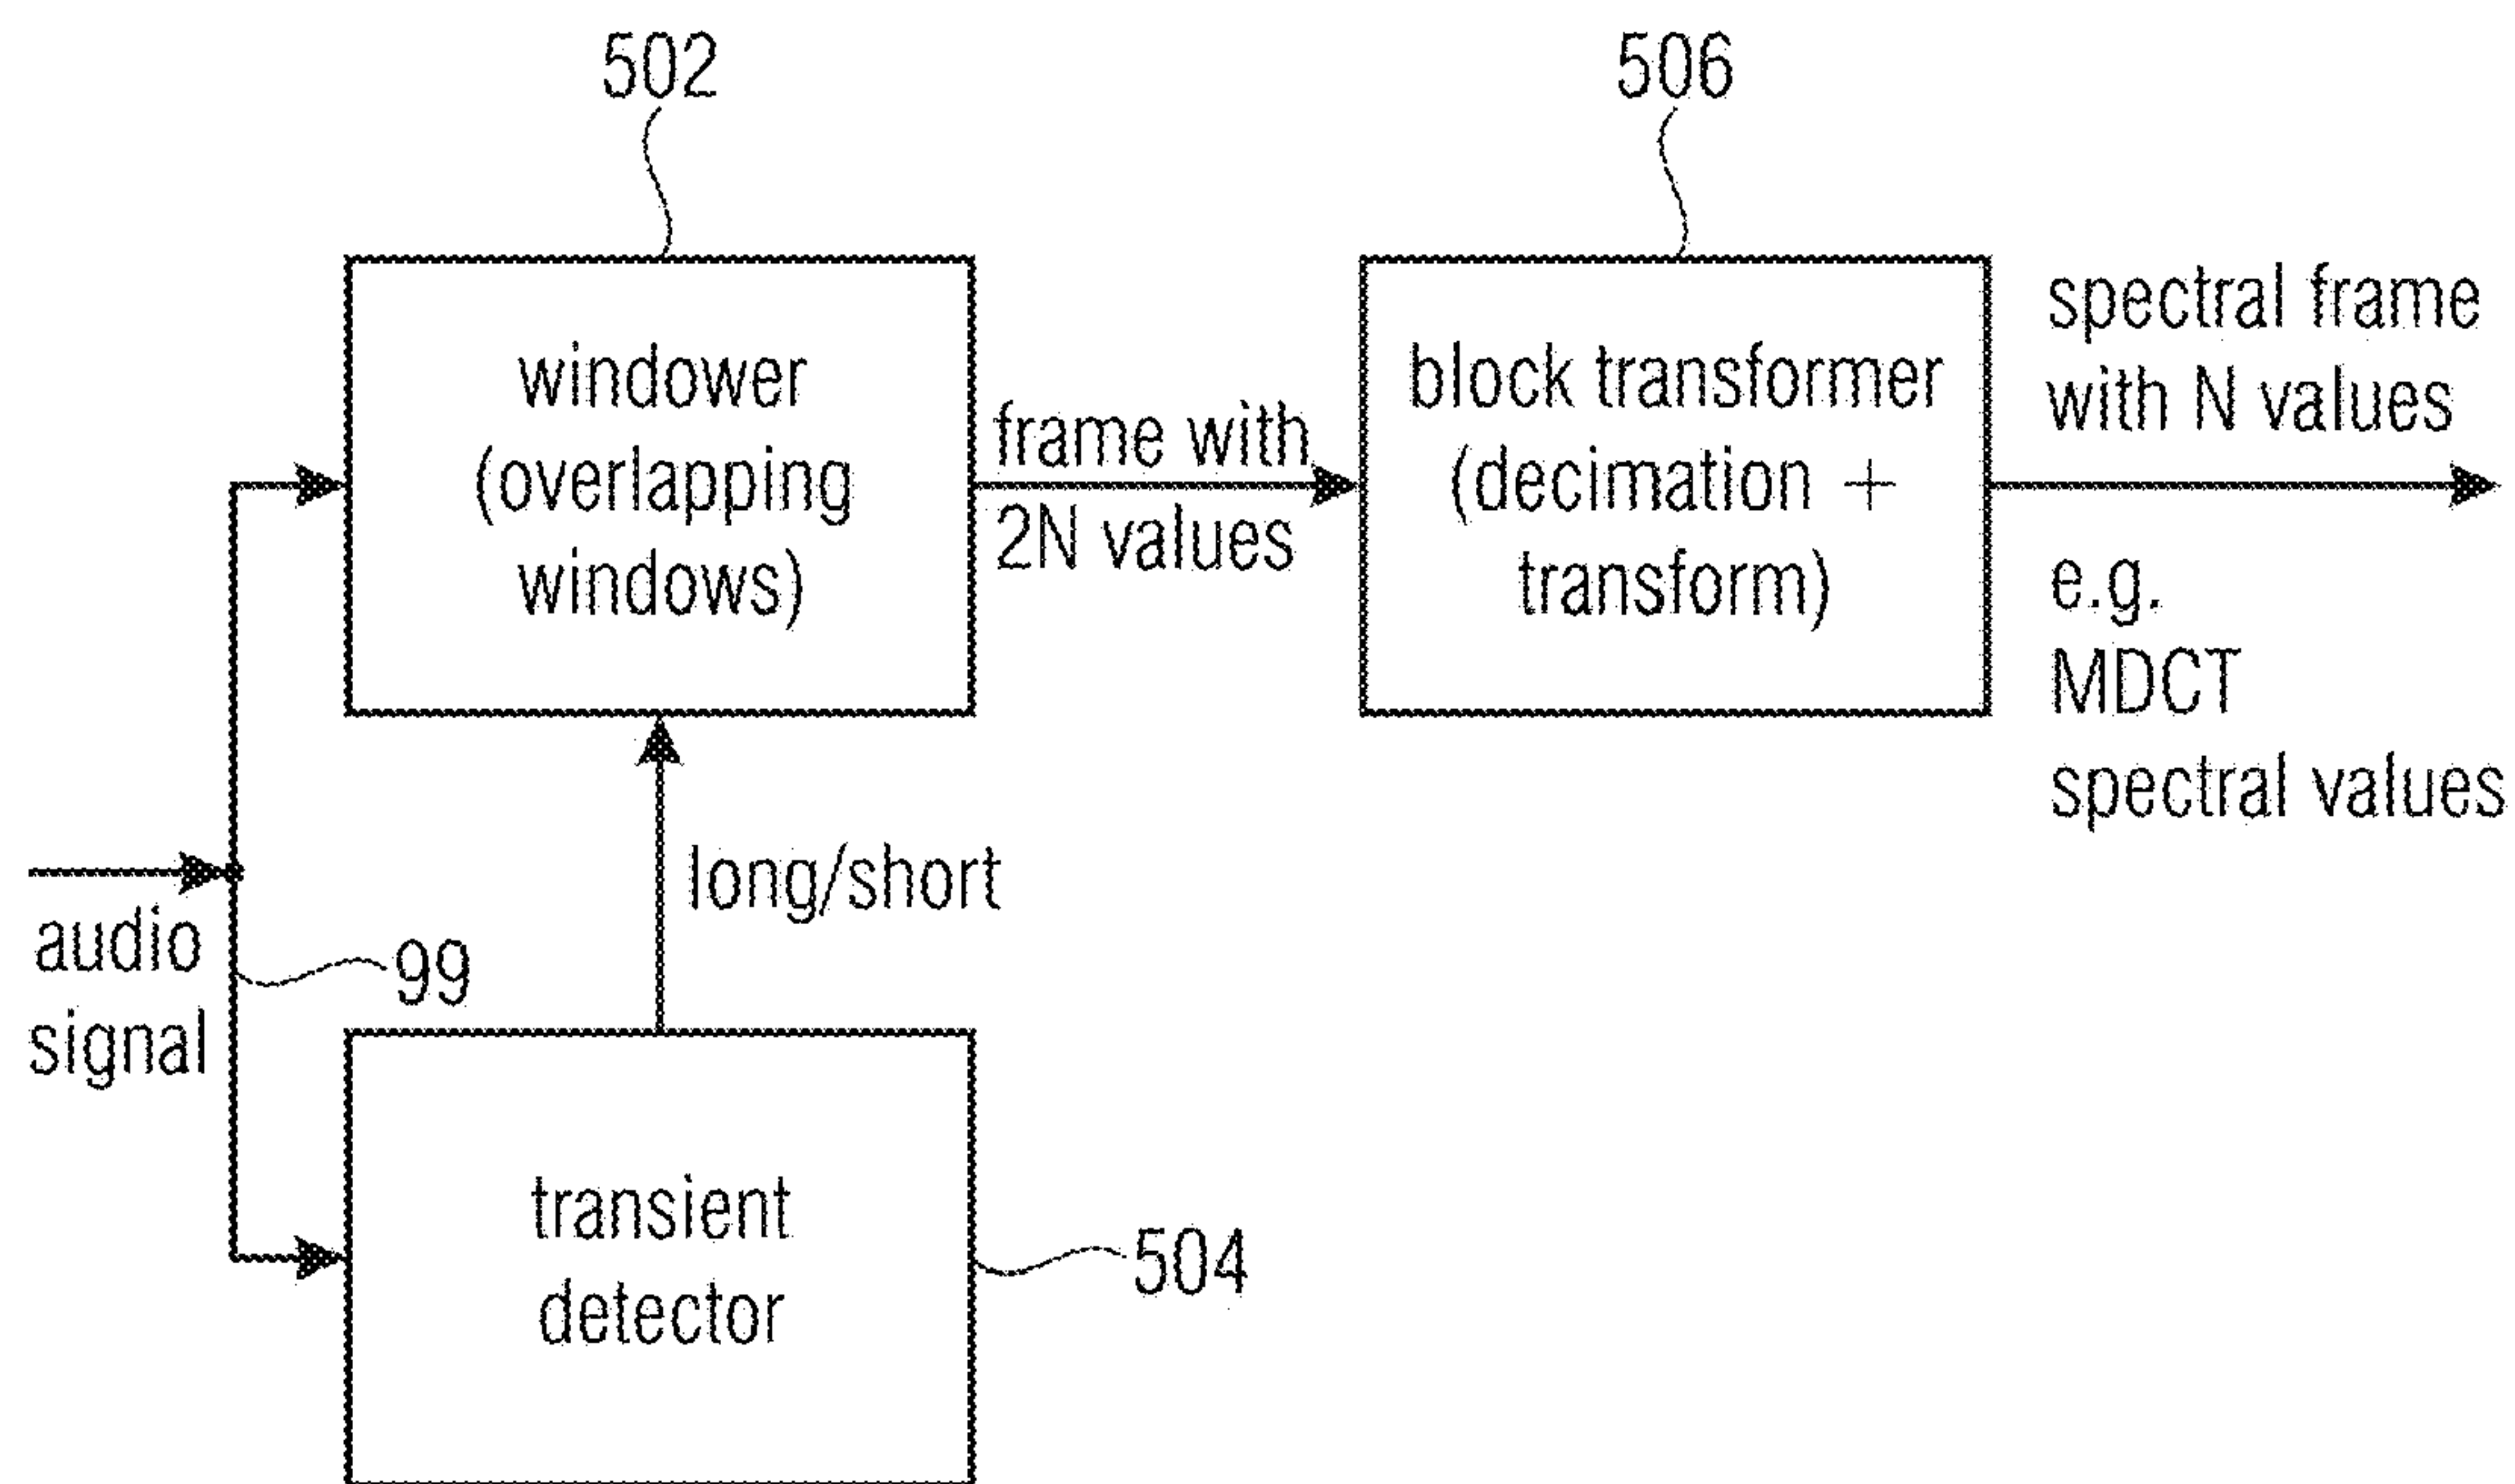 502
506
windower
(overlapping
windows)
frame with
2N values
block transformer
(decimation +
transform)
spectral frame
with N values
e.g.
MDCT
spectral values
long/short
audio
signal
99
transient
detector
504